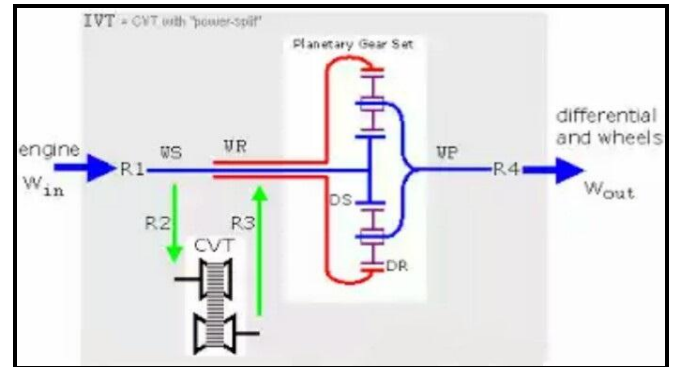 IVT = CVT with "power-split"
Planetary Gear Set
engine
Win
R1
WS
WR
R2
R3
CVT
DS
DR
WP
R4
differential
and wheels
Wout